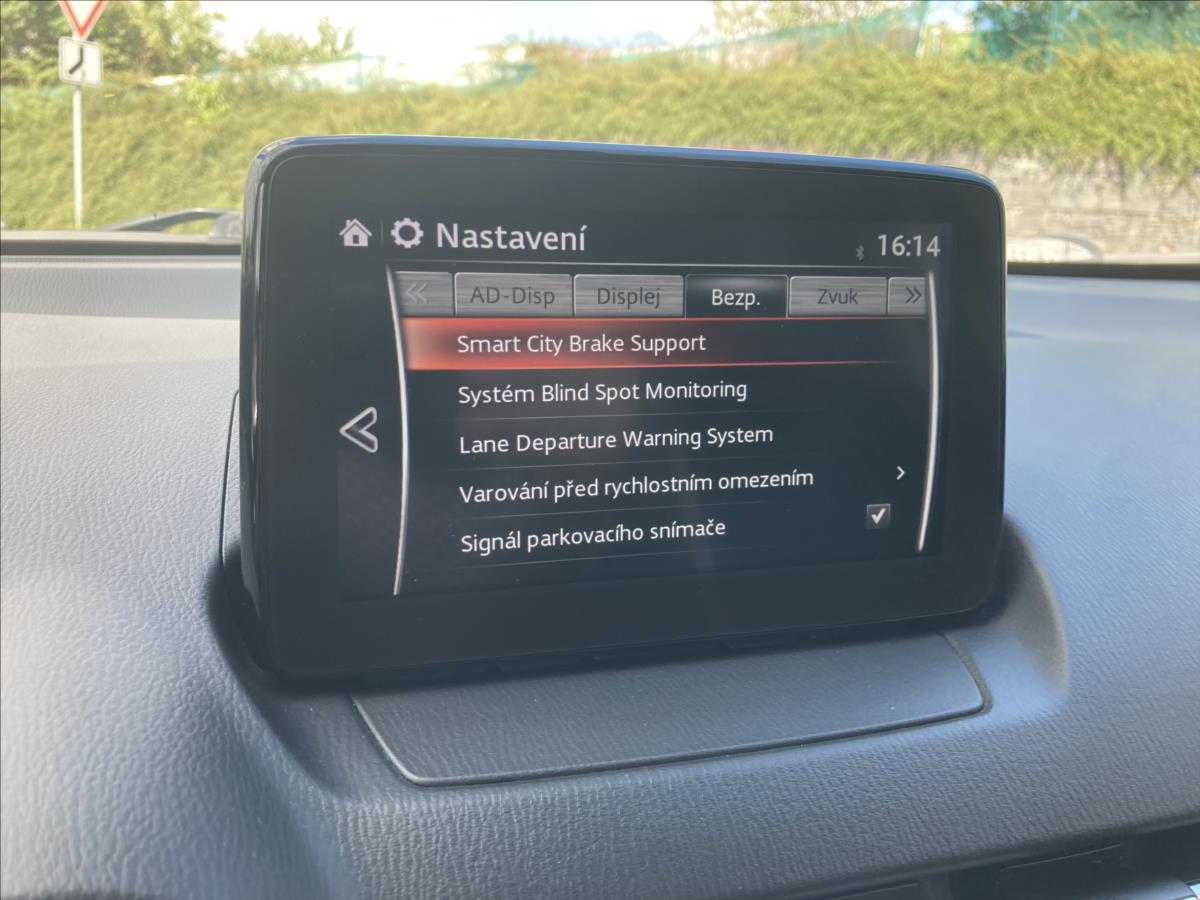 Nastavení
16:14
AD-Disp Displej Bezp. Zvuk
Smart City Brake Support
Systém Blind Spot Monitoring
Lane Departure Warning System
Varování před rychlostním omezením
Signál parkovacího snímače